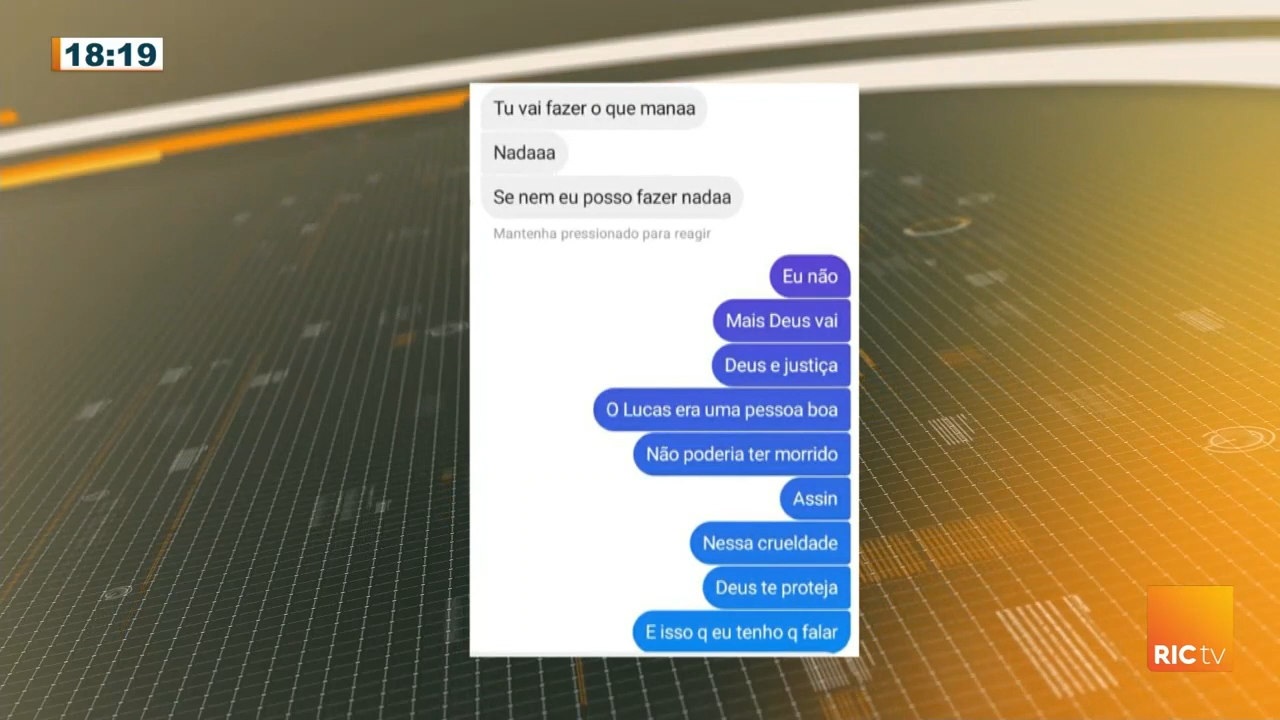 18:19
Tu vai fazer o que manaa
Nadaaa
Se nem eu posso fazer nadaa
Mantenha pressionado para reagir
Eu não
Mais Deus vai
Deus e justiça
O Lucas era uma pessoa boa
Não poderia ter morrido
Assin
Nessa crueldade
Deus te proteja
E isso q eu tenho q falar
RIC tv